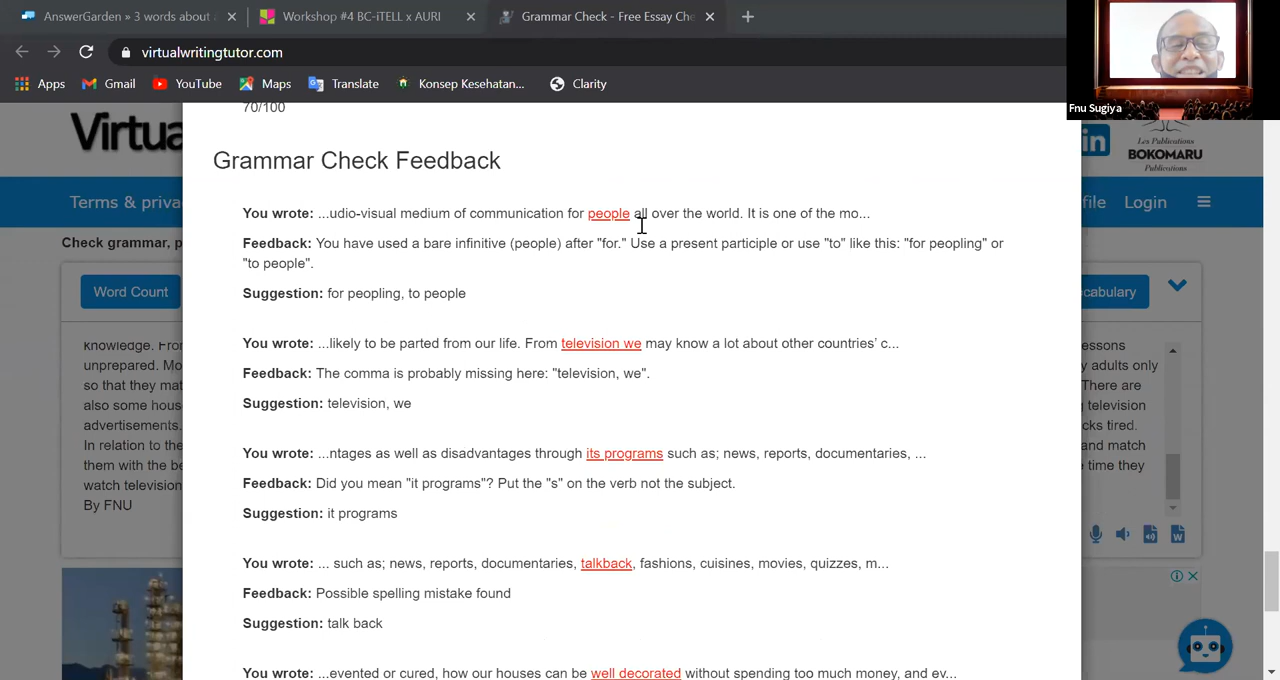 AnswerGarden » 3 words about
Workshop #4 BC-iTELL x AURI
Grammar Check - Free Essay Che
virtualwritingtutor.com
Apps
Gmail
YouTube
Maps
Translate
Konsep Kesehatan...
Clarity
Fnu Sugiya
Virtua
in
Les Publications
BOKOMARU
Publications
Terms & priva
file
Login
Check grammar, p
Word Count
cabulary
knowledge. Fro
unprepared. Mo
so that they mat
also some hous
advertisements.
In relation to the
them with the be
watch television
By FNU
essons
y adults only
There are
ng television
cks tired.
and match
e time they
70/100
Grammar Check Feedback
You wrote: ...udio-visual medium of communication for people all over the world. It is one of the mo...
Feedback: You have used a bare infinitive (people) after "for." Use a present participle or use "to" like this: "for peopling" or
"to people".
Suggestion: for peopling, to people
You wrote: ...likely to be parted from our life. From television we may know a lot about other countries’ c...
Feedback: The comma is probably missing here: "television, we".
Suggestion: television, we
You wrote: ...ntages as well as disadvantages through its programs such as; news, reports, documentaries, ...
Feedback: Did you mean "it programs"? Put the "s" on the verb not the subject.
Suggestion: it programs
You wrote: ... such as; news, reports, documentaries, talkback, fashions, cuisines, movies, quizzes, m...
Feedback: Possible spelling mistake found
Suggestion: talk back
You wrote: ...evented or cured, how our houses can be well decorated without spending too much money, and ev...